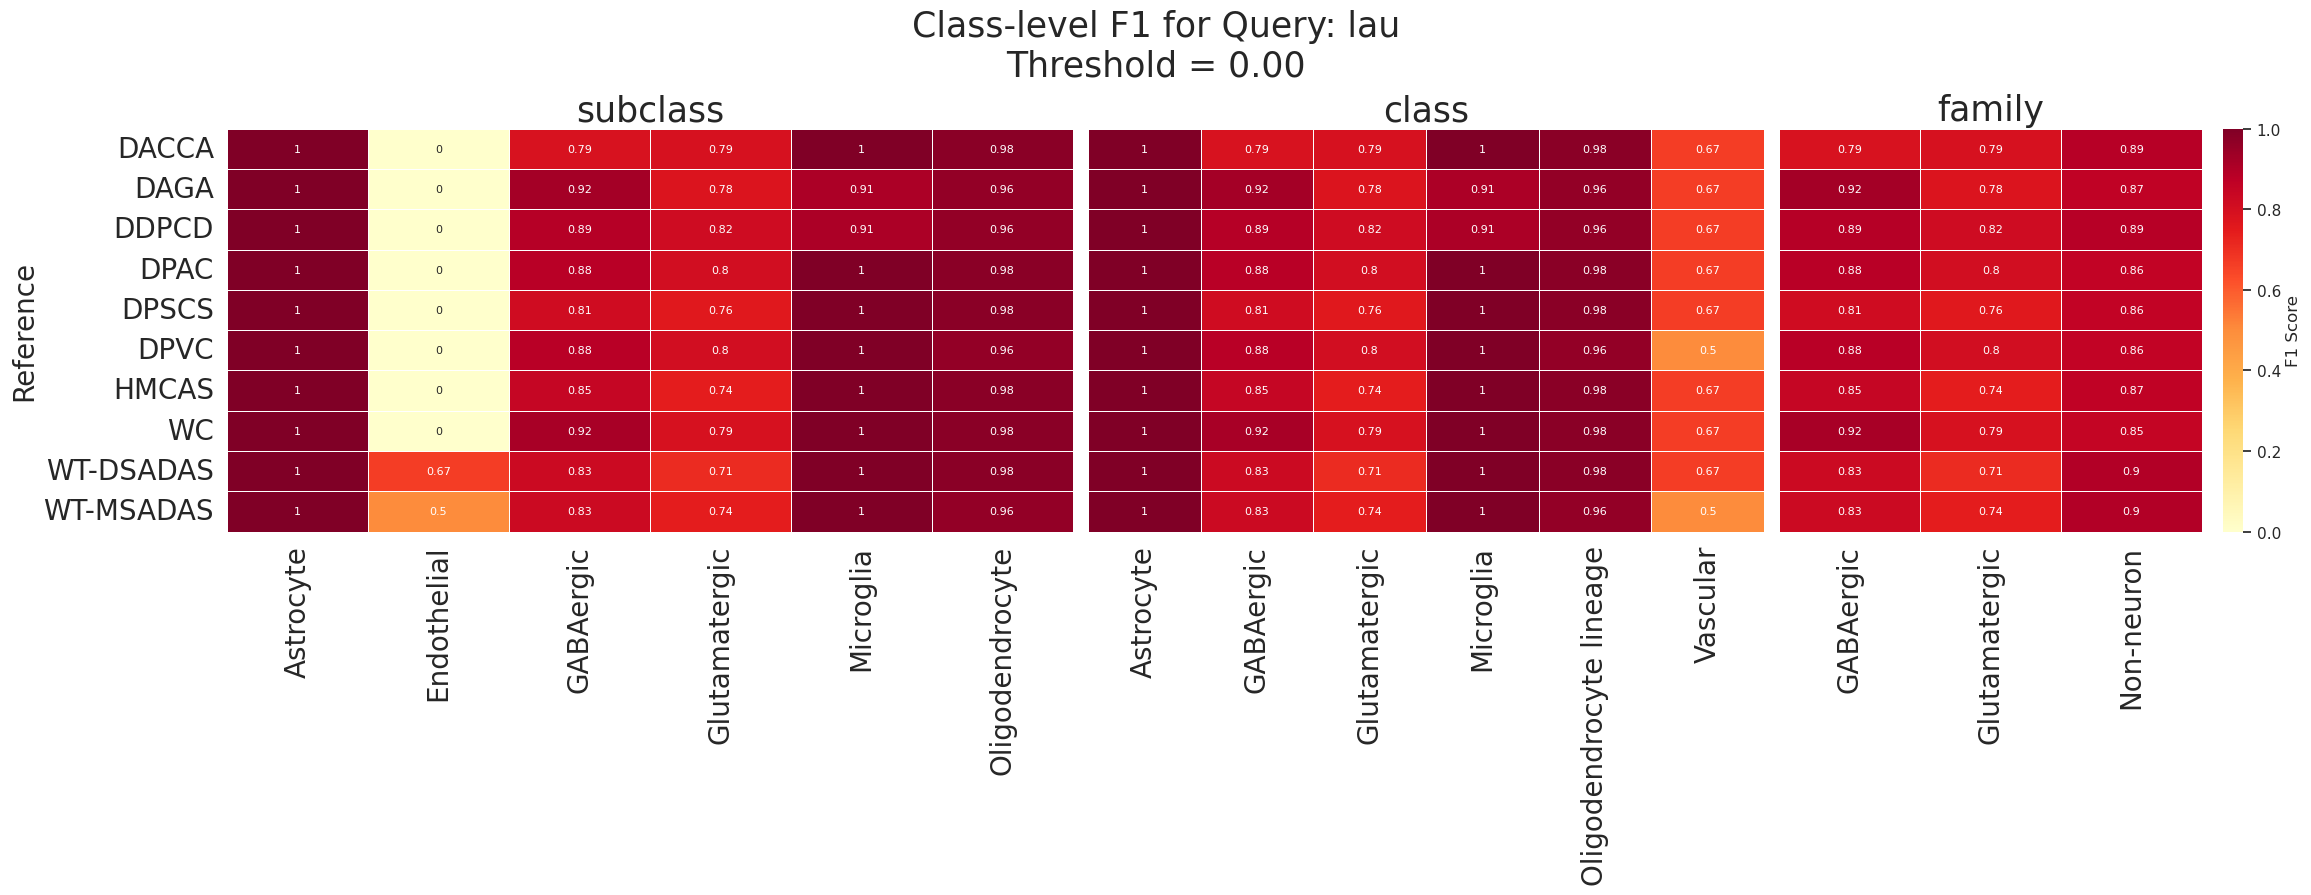 Class-level F1 for Query: lau
Threshold = 0.00
subclass class family
Reference
DACCA 1 0 0.79 0.79 1 0.98 1 0.79 0.79 1 0.98 0.67 0.79 0.79 0.89
DAGA 1 0 0.92 0.78 0.91 0.96 1 0.92 0.78 0.91 0.96 0.67 0.92 0.78 0.87
DDPCD 1 0 0.89 0.82 0.91 0.96 1 0.89 0.82 0.91 0.96 0.67 0.89 0.82 0.89
DPAC 1 0 0.88 0.8 1 0.98 1 0.88 0.8 1 0.98 0.67 0.88 0.8 0.86
DPSCS 1 0 0.81 0.76 1 0.98 1 0.81 0.76 1 0.98 0.67 0.81 0.76 0.86
DPVC 1 0 0.88 0.8 1 0.96 1 0.88 0.8 1 0.96 0.5 0.88 0.8 0.86
HMCAS 1 0 0.85 0.74 1 0.98 1 0.85 0.74 1 0.98 0.67 0.85 0.74 0.87
WC 1 0 0.92 0.79 1 0.98 1 0.92 0.79 1 0.98 0.67 0.92 0.79 0.85
WT-DSADAS 1 0.67 0.83 0.71 1 0.98 1 0.83 0.71 1 0.98 0.67 0.83 0.71 0.9
WT-MSADAS 1 0.5 0.83 0.74 1 0.96 1 0.83 0.74 1 0.96 0.5 0.83 0.74 0.9
Astrocyte
Endothelial
GABAergic
Glutamatergic
Microglia
Oligodendrocyte
Astrocyte
GABAergic
Glutamatergic
Microglia
Oligodendrocyte lineage
Vascular
GABAergic
Glutamatergic
Non-neuron
1.0
0.8
0.6
0.4
0.2
0.0
F1 Score